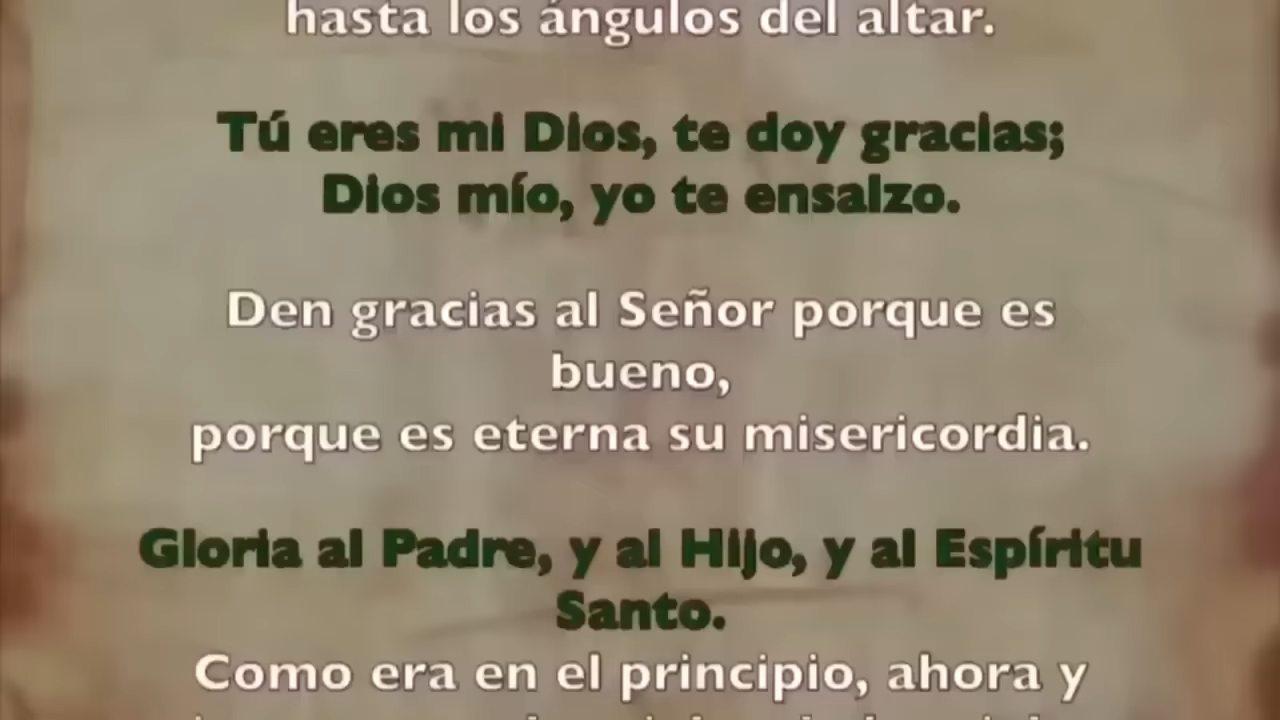 hasta los ángulos del altar.
Tú eres mi Dios, te doy gracias;
Dios mío, yo te ensalzo.
Den gracias al Señor porque es
bueno,
porque es eterna su misericordia.
Gloria al Padre, y al Hijo, y al Espíritu
Santo.
Como era en el principio, ahora y